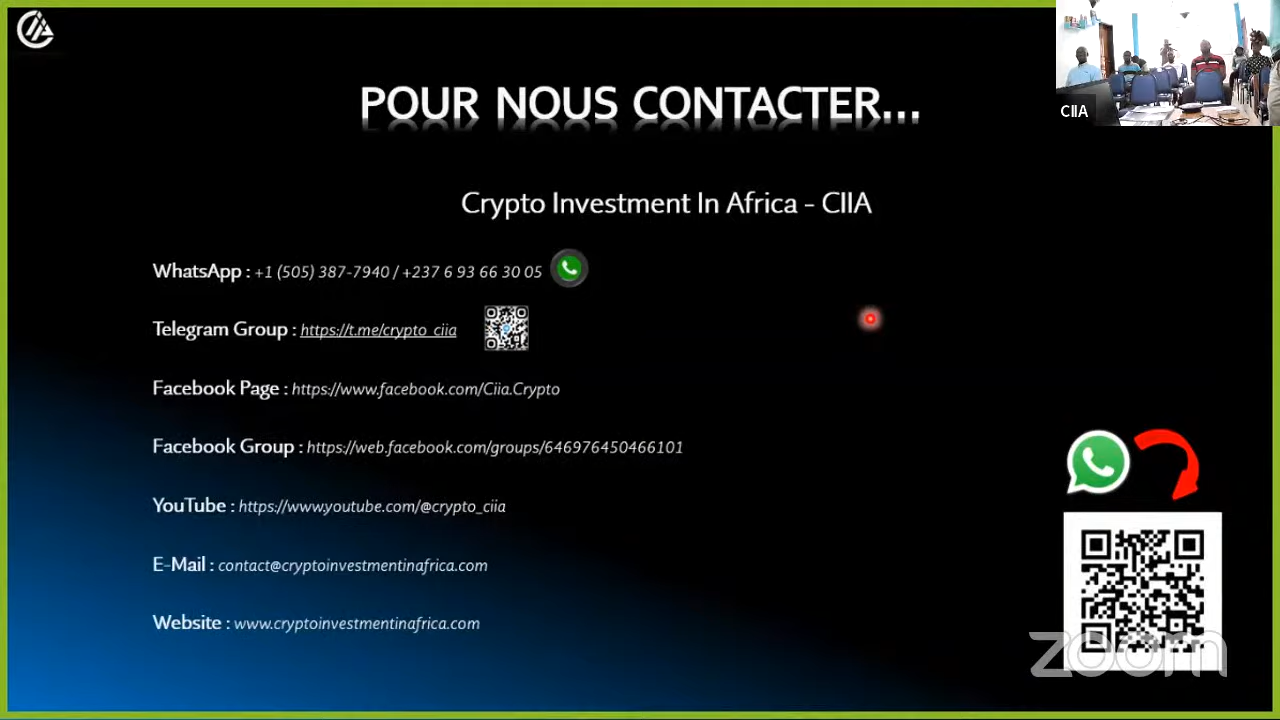 POUR NOUS CONTACTER...
CIIA
Crypto Investment In Africa - CIIA
WhatsApp : +1 (505) 387-7940 / +237 6 93 66 30 05
Telegram Group : https://t.me/crypto_ciia
Facebook Page : https://www.facebook.com/Ciia.Crypto
Facebook Group : https://web.facebook.com/groups/646976450466101
YouTube : https://www.youtube.com/@crypto_ciia
E-Mail : contact@cryptoinvestmentinafrica.com
Website : www.cryptoinvestmentinafrica.com
zoom